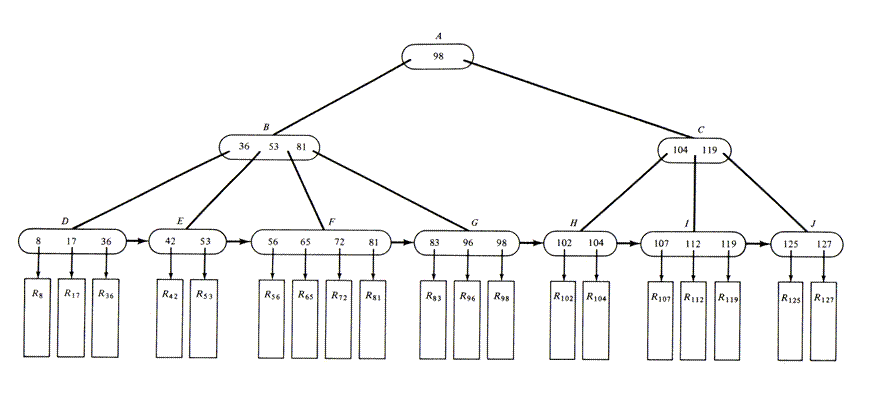 A
98
B
36 53 81
C
104 119
D
8 17 36
E
42 53
F
56 65 72 81
G
83 96 98
H
102 104
I
107 112 119
J
125 127
R8 R17 R36 R42 R53 R56 R65 R72 R81 R83 R96 R98 R102 R104 R107 R112 R119 R125 R127